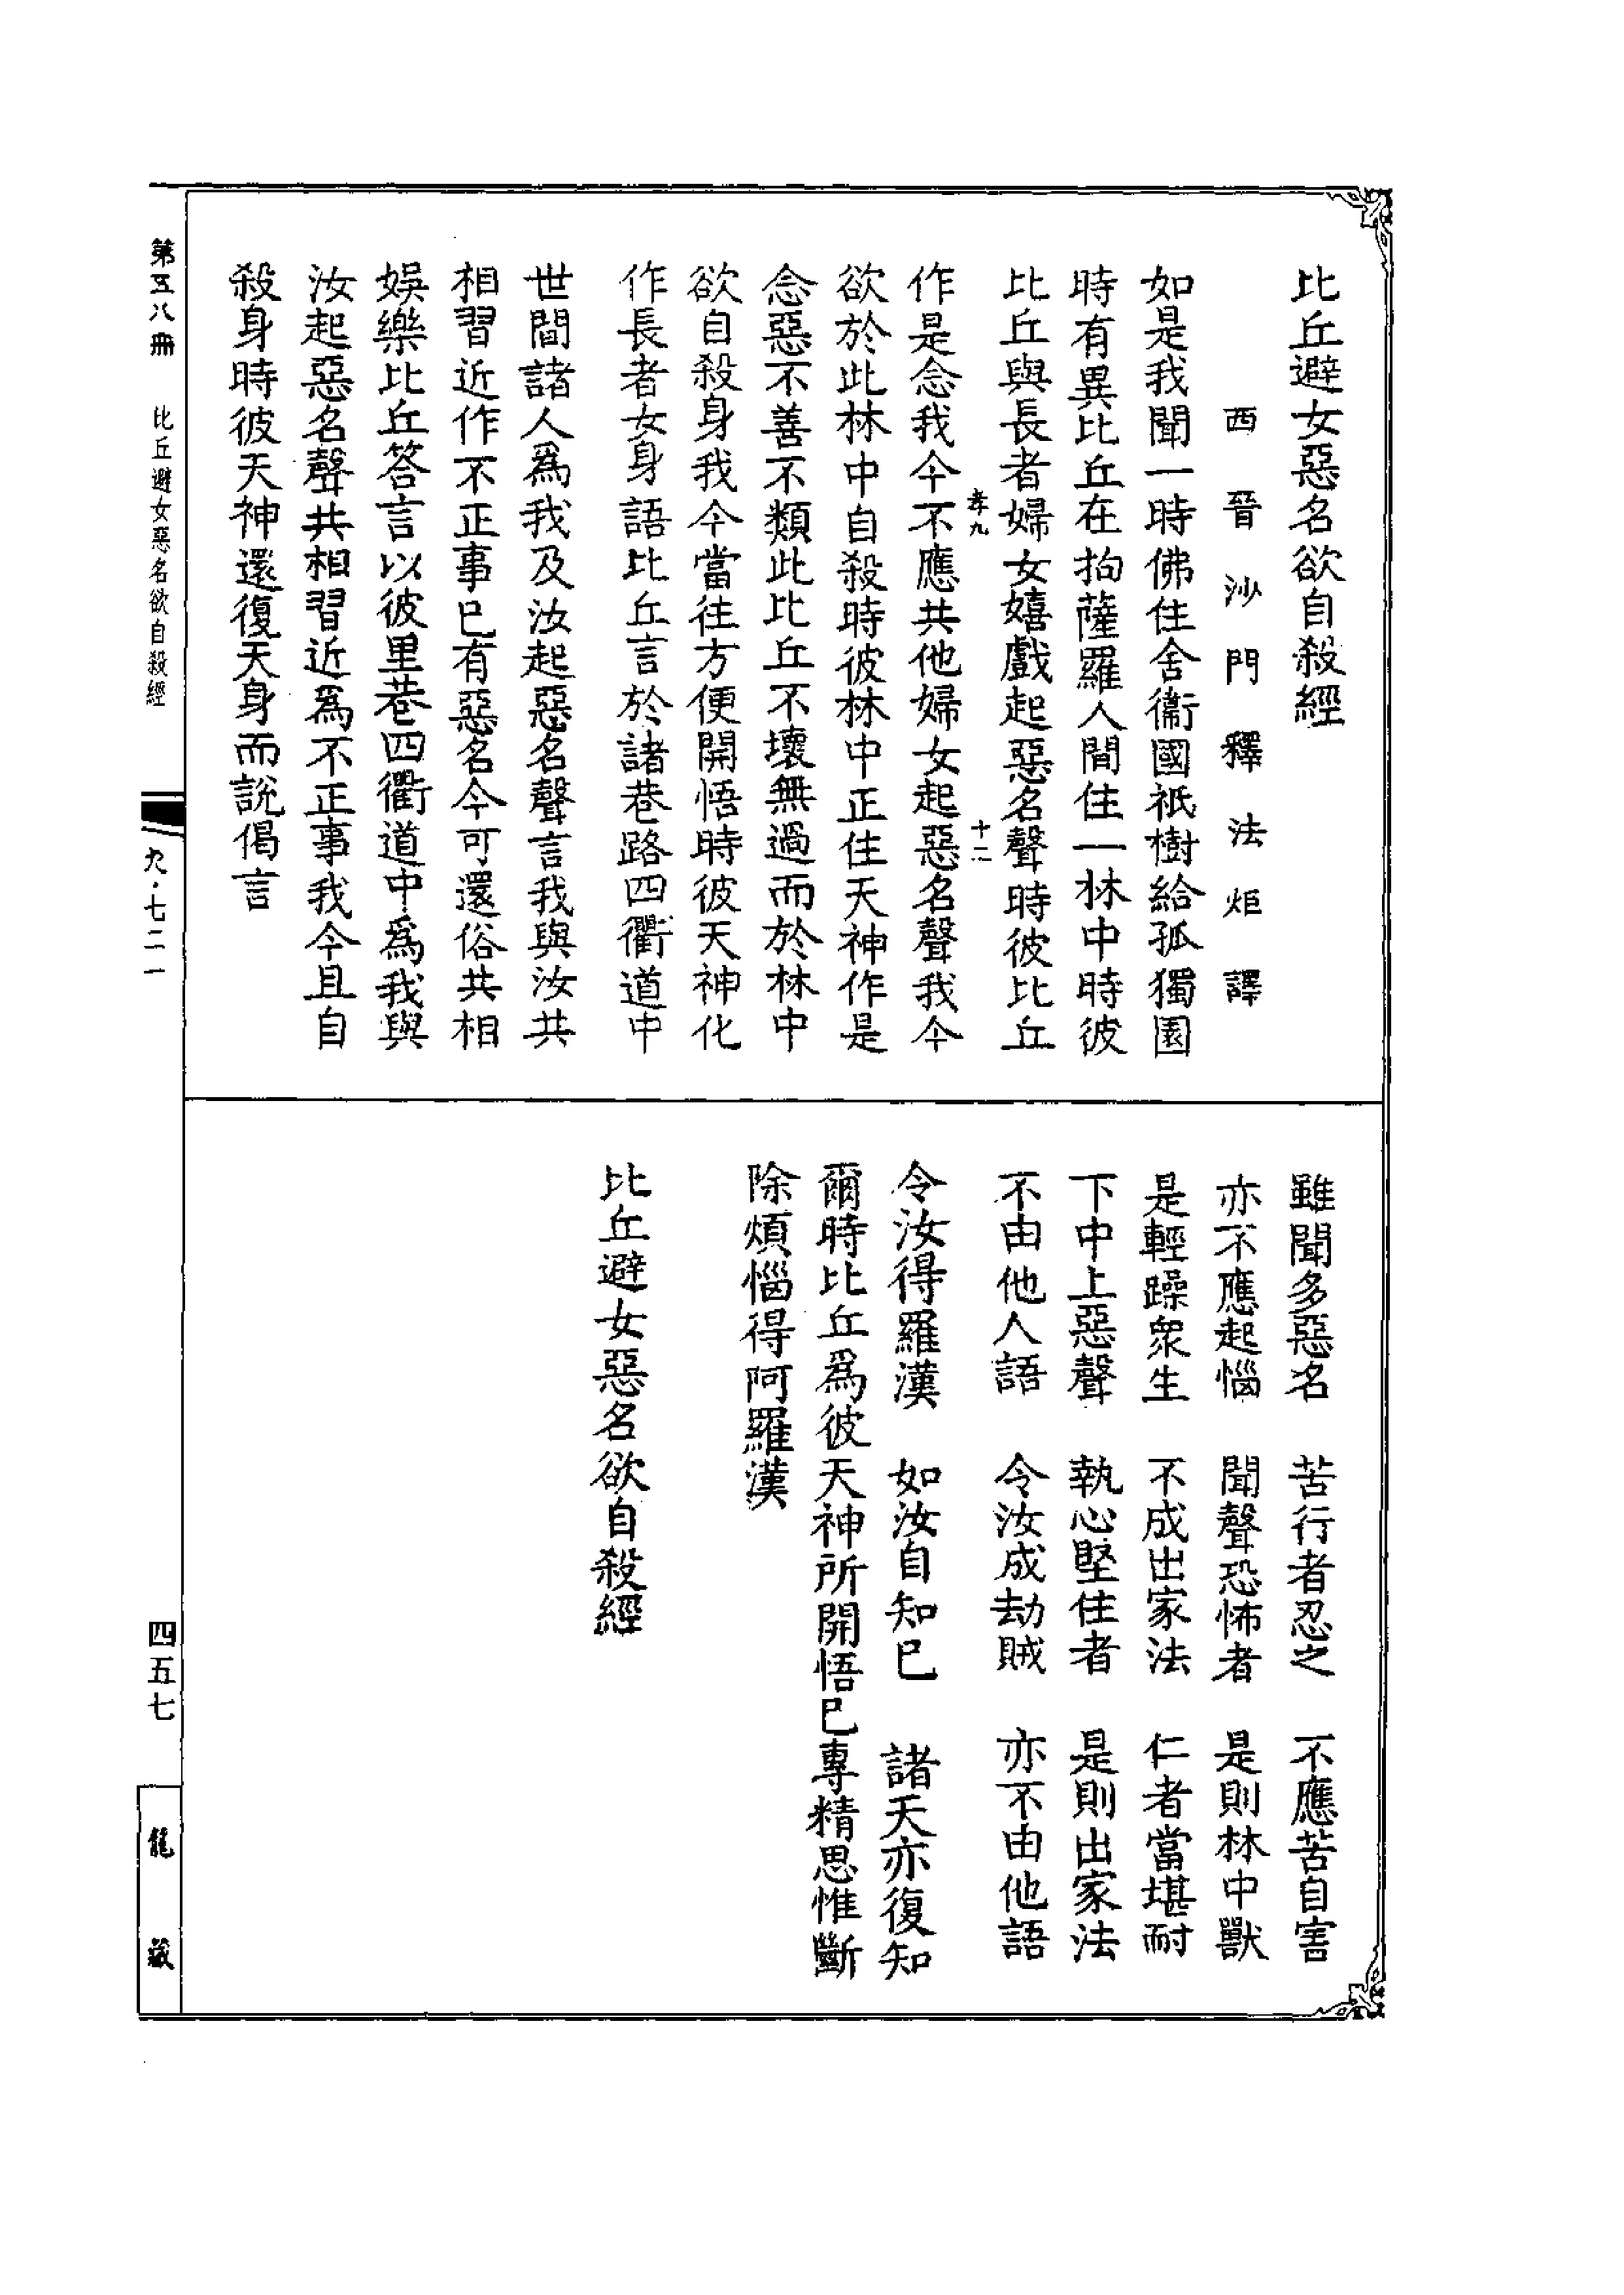 比丘避女惡名欲自殺經
西晉沙門釋法炬譯
如是我聞一時佛住舍衞國祇樹給孤獨園
時有異比丘在拘薩羅人間住一林中時彼
比丘與長者婦女嬉戲起惡名聲時彼比丘
孝九 十二
作是念我今不應共他婦女起惡名聲我今
欲於此林中自殺時彼林中正住天神作是
念惡不善不類此比丘不壞無過而於林中
欲自殺身我今當往方便開悟時彼天神化
作長者女身語比丘言於諸巷路四衢道中
世間諸人爲我及汝起惡名聲言我與汝共
相習近作不正事已有惡名今可還俗共相
娛樂比丘答言以彼里巷四衢道中爲我與
汝起惡名聲共相習近爲不正事我今且自
殺身時彼天神還復天身而說偈言
雖聞多惡名 苦行者忍之 不應苦自害
亦不應起惱 聞聲恐怖者 是則林中獸
是輕躁衆生 不成出家法 仁者當堪耐
下中上惡聲 執心堅住者 是則出家法
不由他人語 令汝成劫賊 亦不由他語
令汝得羅漢 如汝自知已 諸天亦復知
爾時比丘爲彼天神所開悟已專精思惟斷
除煩惱得阿羅漢
比丘避女惡名欲自殺經
第五八冊 比丘避女惡名欲自殺經
九·七二一
四五七
龍藏